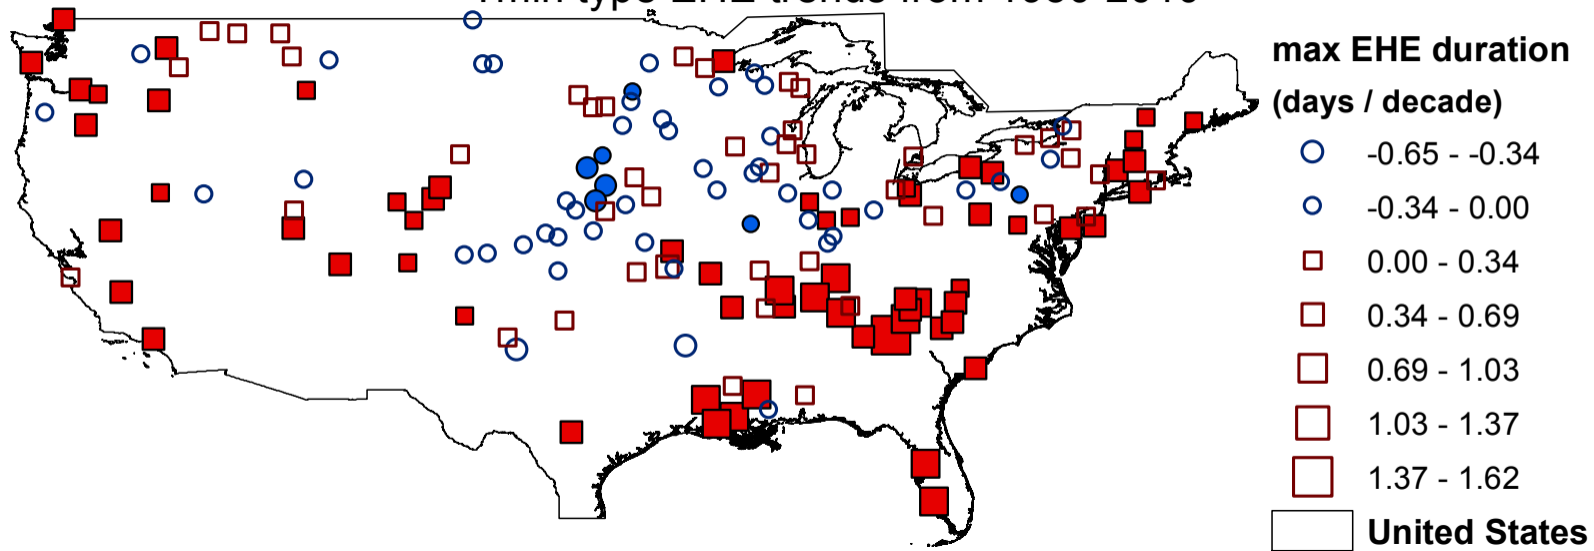 max EHE duration
(days / decade)
-0.65 - -0.34
-0.34 - 0.00
0.00 - 0.34
0.34 - 0.69
0.69 - 1.03
1.03 - 1.37
1.37 - 1.62
United States